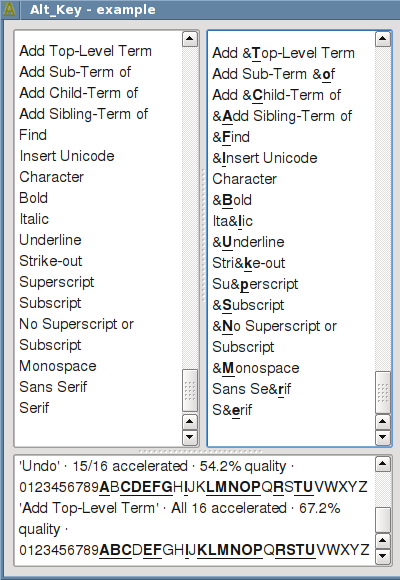 Alt_Key - example
Add Top-Level Term
Add Sub-Term of
Add Child-Term of
Add Sibling-Term of
Find
Insert Unicode
Character
Bold
Italic
Underline
Strike-out
Superscript
Subscript
No Superscript or
Subscript
Monospace
Sans Serif
Serif
Add &Top-Level Term
Add Sub-Term &of
Add &Child-Term of
&Add Sibling-Term of
&Find
&Insert Unicode
Character
&Bold
Ita&lic
&Underline
Stri&ke-out
Su&perscript
&Subscript
&No Superscript or
Subscript
&Monospace
Sans Se&rif
S&erif
'Undo' · 15/16 accelerated · 54.2% quality ·
0123456789ABCDEFGHIJKLMNOPQRSTUVWXYZ
'Add Top-Level Term' · All 16 accelerated · 67.2%
quality ·
0123456789ABCDEFGHIJKLMNOPQRSTUVWXYZ